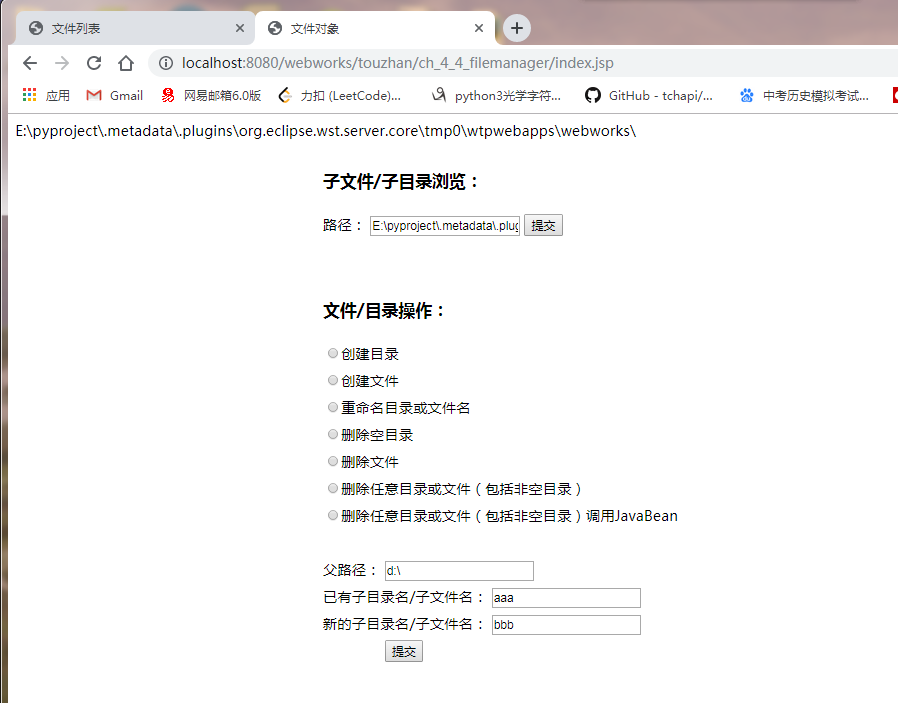 文件列表
文件对象
localhost:8080/webworks/touzhan/ch_4_4_filemanager/index.jsp
应用 Gmail 网易邮箱6.0版 力扣 (LeetCode)... python3光学字符... GitHub - tchapi/... 中考历史模拟考试...
E:\pyproject\.metadata\.plugins\org.eclipse.wst.server.core\tmp0\wtpwebapps\webworks\
子文件/子目录浏览：
路径： E:\pyproject\.metadata\.plug 提交
文件/目录操作：
创建目录
创建文件
重命名目录或文件名
删除空目录
删除文件
删除任意目录或文件（包括非空目录）
删除任意目录或文件（包括非空目录）调用JavaBean
父路径： d:\
已有子目录名/子文件名： aaa
新的子目录名/子文件名： bbb
提交